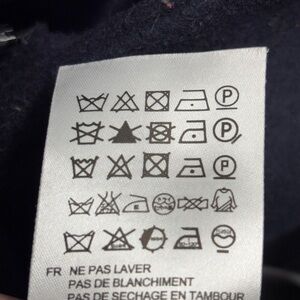 P
P
P
FR NE PAS LAVER
PAS DE BLANCHIMENT
PAS DE SECHAGE EN TAMBOUR